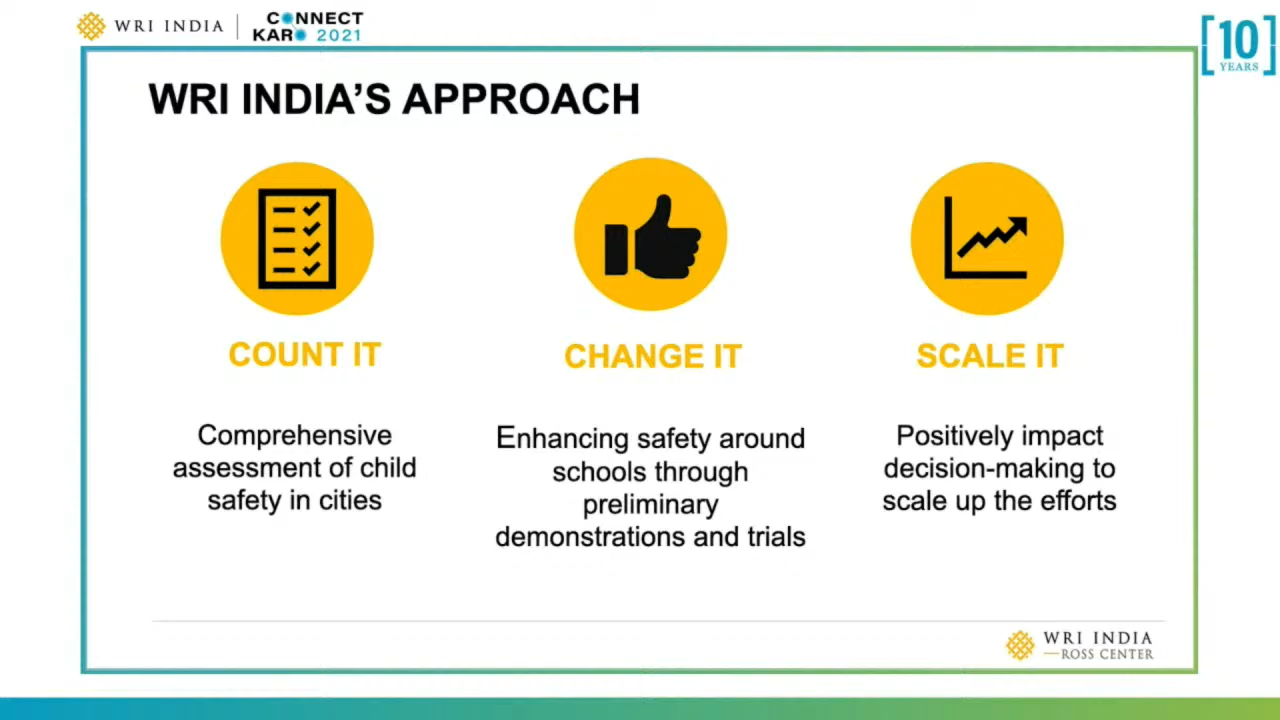 WRI INDIA
CONNECT
KARO 2021
10
YEARS
WRI INDIA'S APPROACH
COUNT IT
Comprehensive
assessment of child
safety in cities
CHANGE IT
Enhancing safety around
schools through
preliminary
demonstrations and trials
SCALE IT
Positively impact
decision-making to
scale up the efforts
WRI INDIA
ROSS CENTER